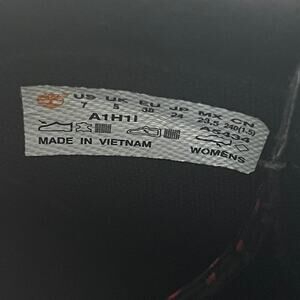 US UK EU JP MX CN
7 5 38 24 23.5 240(1.5)
A1H1I A5434
MADE IN VIETNAM WOMENS